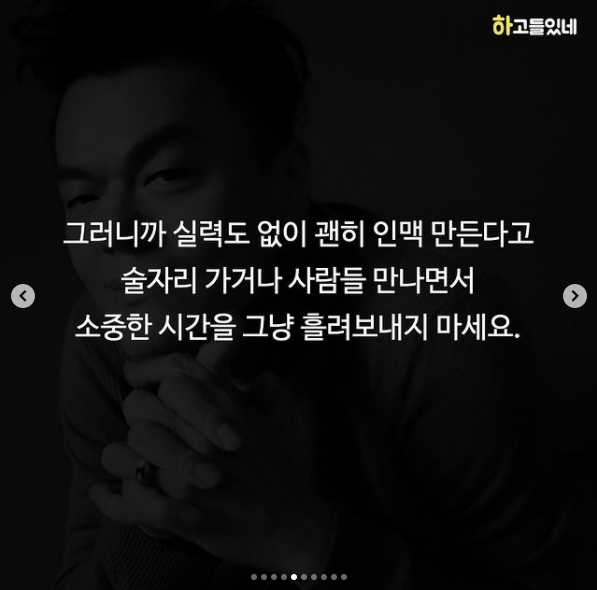 하고들있네
그러니까 실력도 없이 괜히 인맥 만든다고
술자리 가거나 사람들 만나면서
소중한 시간을 그냥 흘려보내지 마세요.